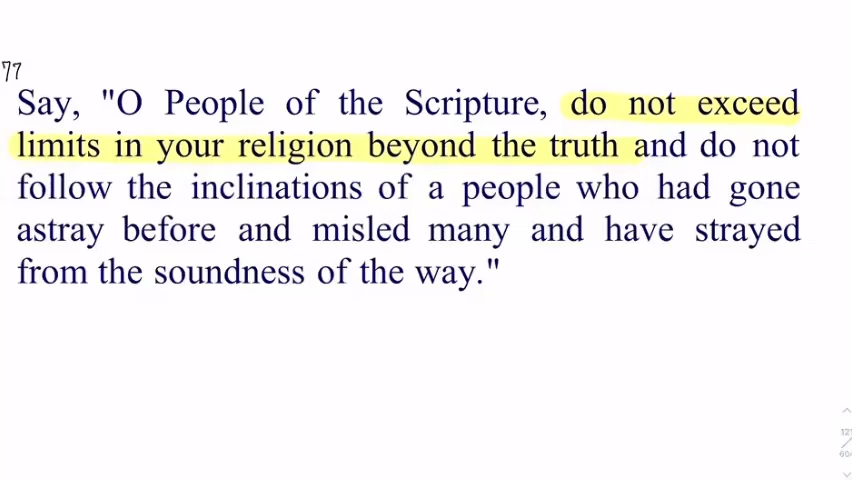 77
Say, "O People of the Scripture, do not exceed
limits in your religion beyond the truth and do not
follow the inclinations of a people who had gone
astray before and misled many and have strayed
from the soundness of the way."